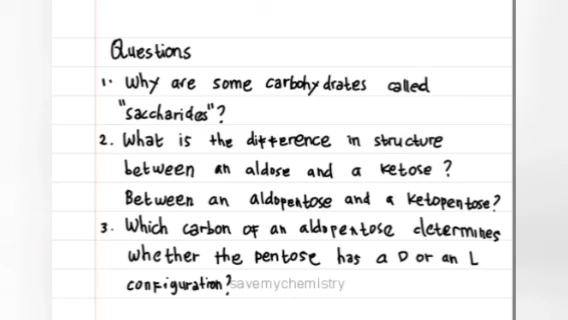 Questions
1. Why are some carbohydrates called
"saccharides"?
2. What is the difference in structure
between an aldose and a ketose?
Between an aldopentose and a ketopentose?
3. Which carbon of an aldopentose determines
whether the pentose has a D or an L
configuration?
savemychemistry